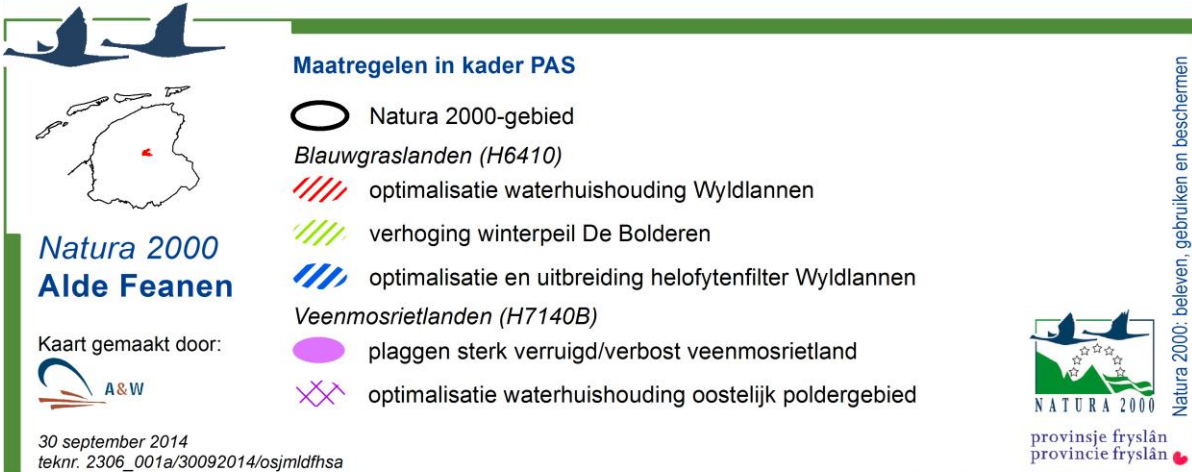 Maatregelen in kader PAS
Natura 2000-gebied
Blauwgraslanden (H6410)
optimalisatie waterhuishouding Wyldlannen
verhoging winterpeil De Bolderen
optimalisatie en uitbreiding helofytenfilter Wyldlannen
Veenmosrietlanden (H7140B)
plaggen sterk verruigd/verbost veenmosrietland
optimalisatie waterhuishouding oostelijk poldergebied
Natura 2000
Alde Feanen
Kaart gemaakt door:
A&W
30 september 2014
teknr. 2306_001a/30092014/osjmldfhsa
NATURA 2000
provinsje fryslân
provincie fryslân
Natura 2000: beleven, gebruiken en beschermen